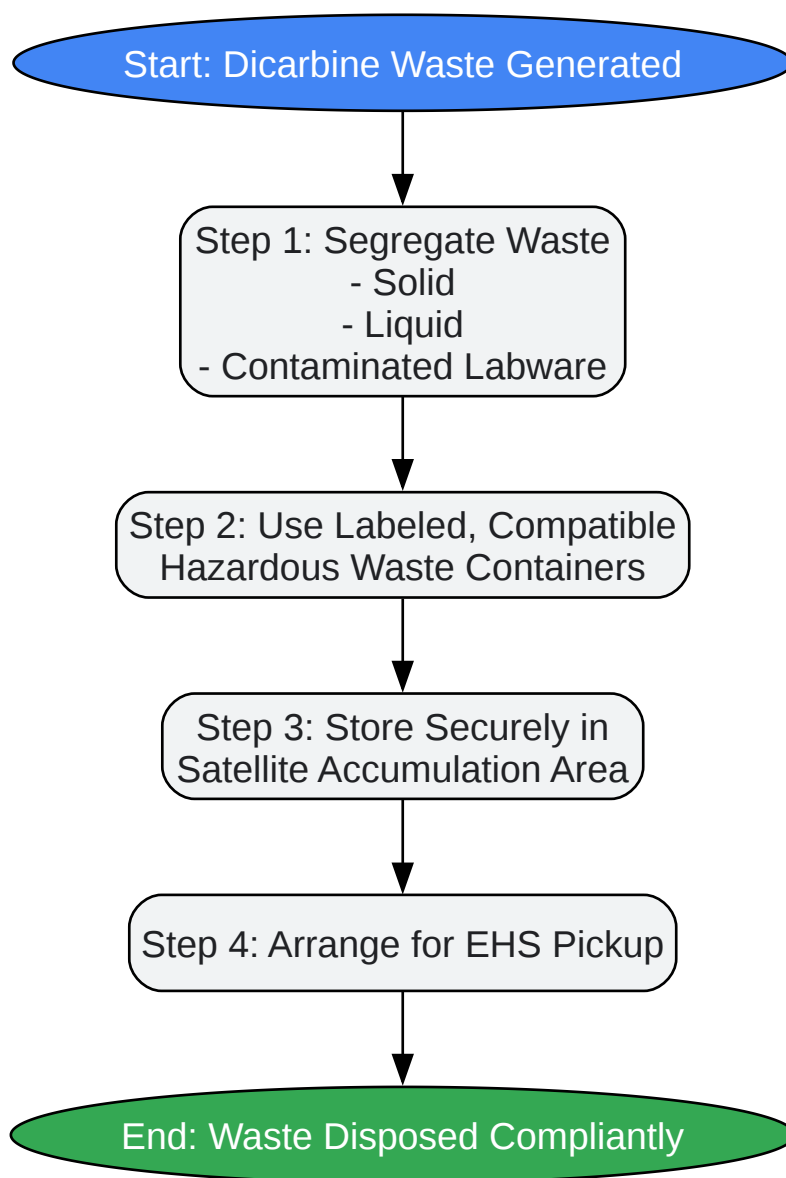 Start: Dicarbine Waste Generated
Step 1: Segregate Waste
- Solid
- Liquid
- Contaminated Labware
Step 2: Use Labeled, Compatible
Hazardous Waste Containers
Step 3: Store Securely in
Satellite Accumulation Area
Step 4: Arrange for EHS Pickup
End: Waste Disposed Compliantly